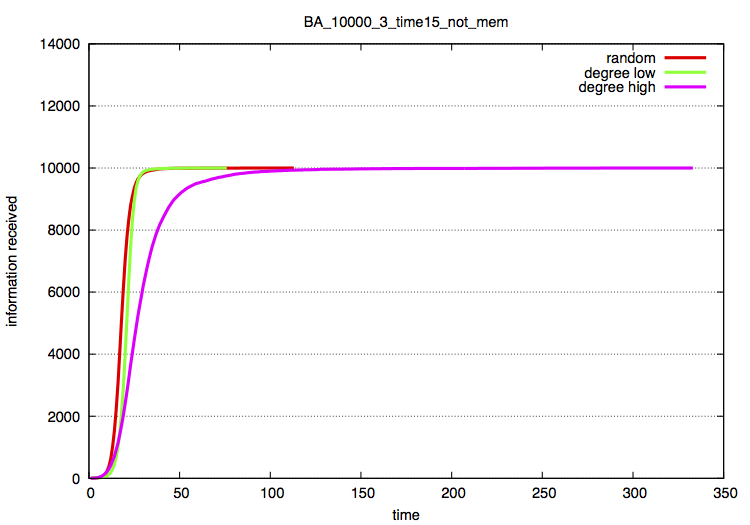 BA_10000_3_time15_not_mem
14000
12000
10000
8000
6000
4000
2000
0
information received
random
degree low
degree high
0 50 100 150 200 250 300 350
time